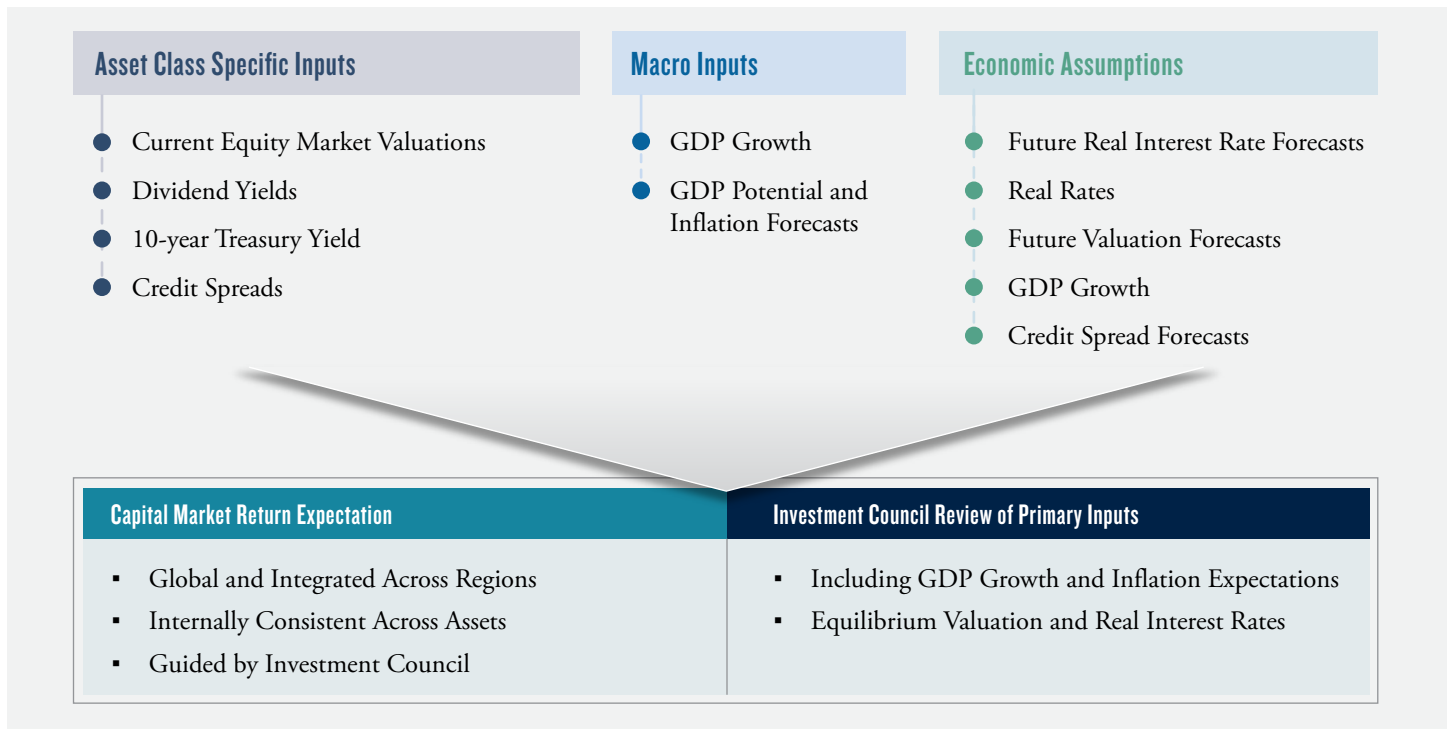 Asset Class Specific Inputs
Current Equity Market Valuations
Dividend Yields
10-year Treasury Yield
Credit Spreads
Macro Inputs
GDP Growth
GDP Potential and
Inflation Forecasts
Economic Assumptions
Future Real Interest Rate Forecasts
Real Rates
Future Valuation Forecasts
GDP Growth
Credit Spread Forecasts
Capital Market Return Expectation
▪ Global and Integrated Across Regions
▪ Internally Consistent Across Assets
▪ Guided by Investment Council
Investment Council Review of Primary Inputs
▪ Including GDP Growth and Inflation Expectations
▪ Equilibrium Valuation and Real Interest Rates